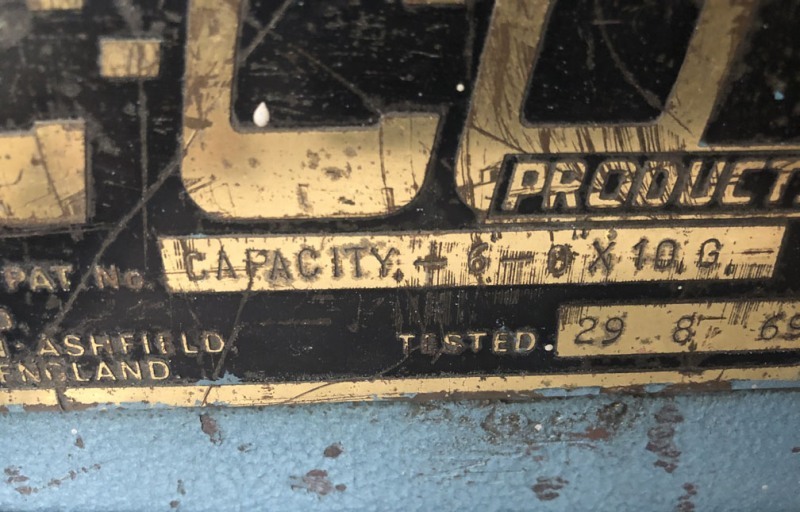 PRODUCT
PAT No. CAPACITY - 6 - 0 X 10 G.
ASHFIELD TESTED. 29 8 69
ENGLAND.